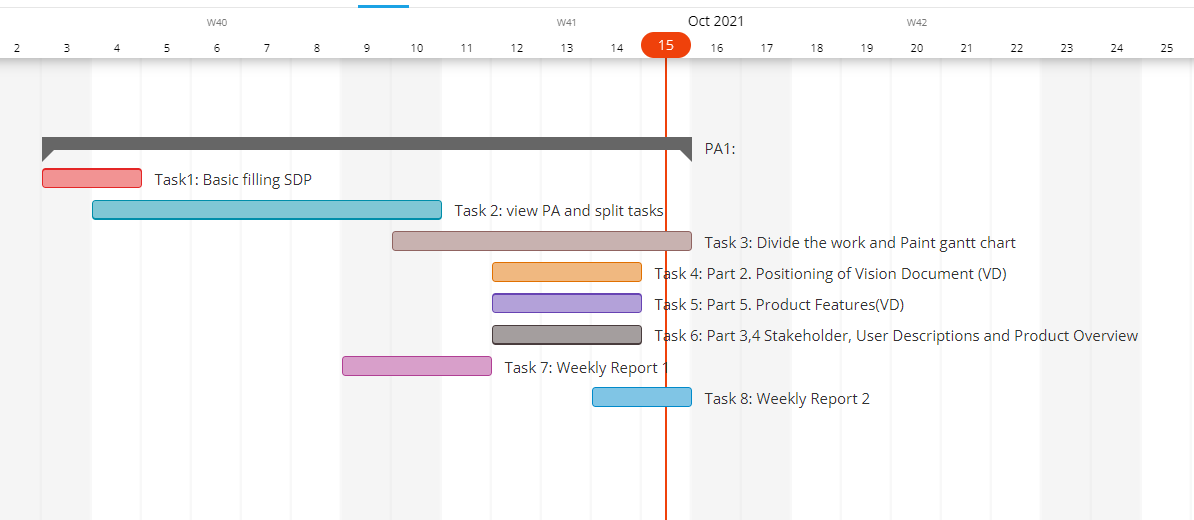 W40 W41 Oct 2021 W42
2 3 4 5 6 7 8 9 10 11 12 13 14 15 16 17 18 19 20 21 22 23 24 25
PA1:
Task1: Basic filling SDP
Task 2: view PA and split tasks
Task 3: Divide the work and Paint gantt chart
Task 4: Part 2. Positioning of Vision Document (VD)
Task 5: Part 5. Product Features(VD)
Task 6: Part 3,4 Stakeholder, User Descriptions and Product Overview
Task 7: Weekly Report 1
Task 8: Weekly Report 2